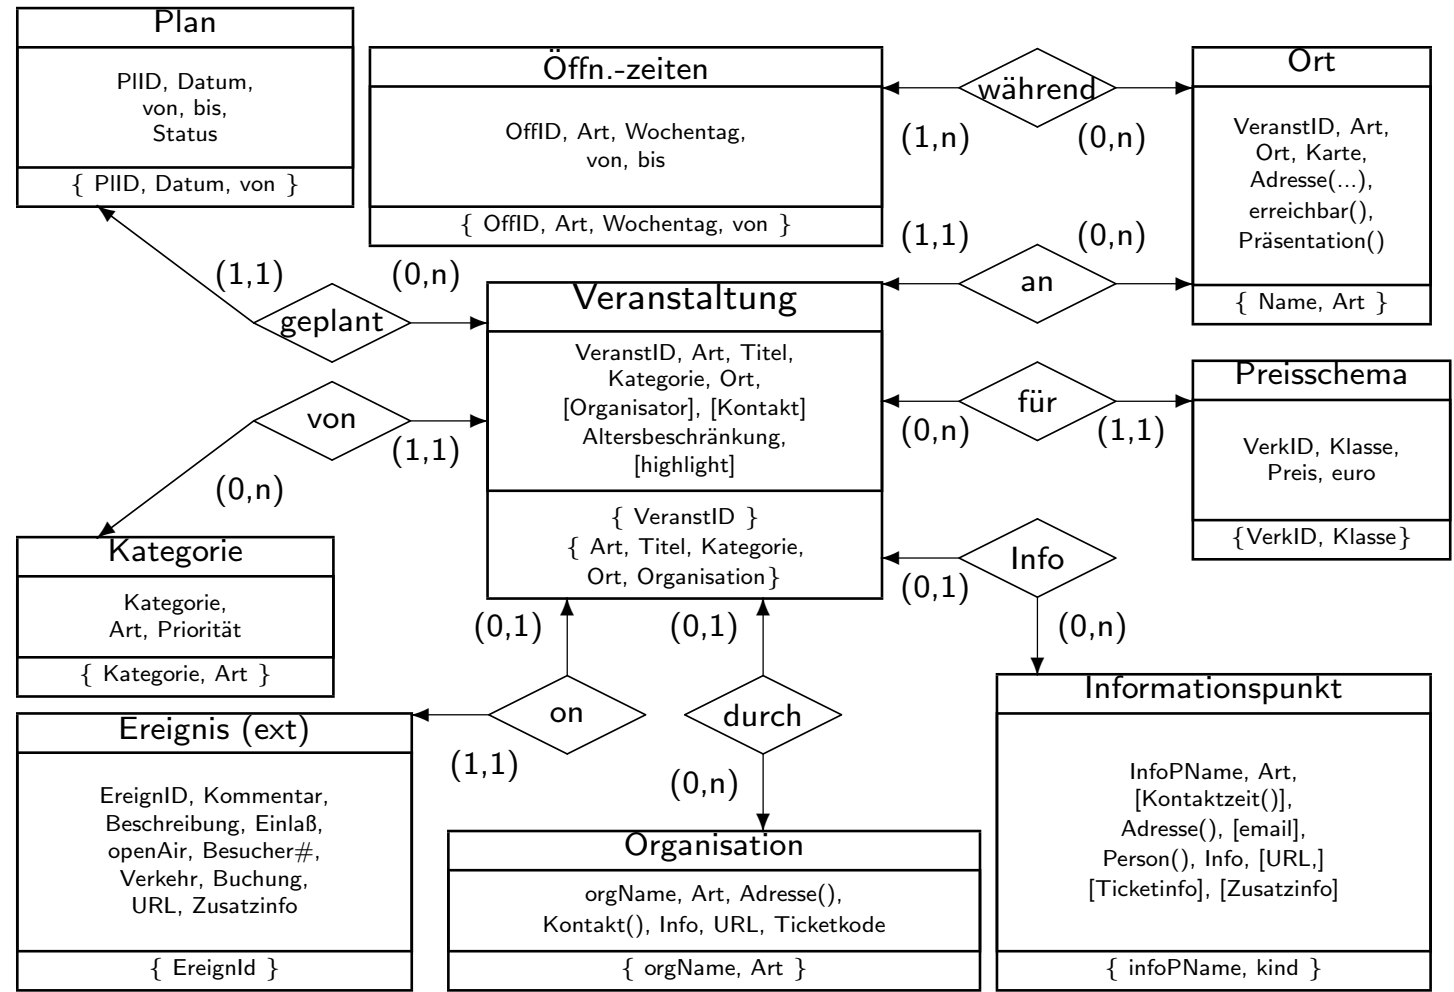 Plan
PlID, Datum,
von, bis,
Status
{ PlID, Datum, von }
Öffn.-zeiten
OffID, Art, Wochentag,
von, bis
{ OffID, Art, Wochentag, von }
während
(1,n)
(0,n)
Ort
VeranstID, Art,
Ort, Karte,
Adresse(...),
erreichbar(),
Präsentation()
{ Name, Art }
(1,1)
(0,n)
an
(1,1)
(0,n)
geplant
Veranstaltung
VeranstID, Art, Titel,
Kategorie, Ort,
[Organisator], [Kontakt]
Altersbeschränkung,
[highlight]
{ VeranstID }
{ Art, Titel, Kategorie,
Ort, Organisation}
für
(0,n)
(1,1)
Preisschema
VerkID, Klasse,
Preis, euro
{VerkID, Klasse}
von
(1,1)
(0,n)
Kategorie
Kategorie,
Art, Priorität
{ Kategorie, Art }
Info
(0,1)
(0,n)
(0,1)
(0,1)
on
(1,1)
durch
(0,n)
Ereignis (ext)
EreignID, Kommentar,
Beschreibung, Einlaß,
openAir, Besucher#,
Verkehr, Buchung,
URL, Zusatzinfo
{ EreignId }
Organisation
orgName, Art, Adresse(),
Kontakt(), Info, URL, Ticketkode
{ orgName, Art }
Informationspunkt
InfoPName, Art,
[Kontaktzeit()],
Adresse(), [email],
Person(), Info, [URL,]
[Ticketinfo], [Zusatzinfo]
{ infoPName, kind }